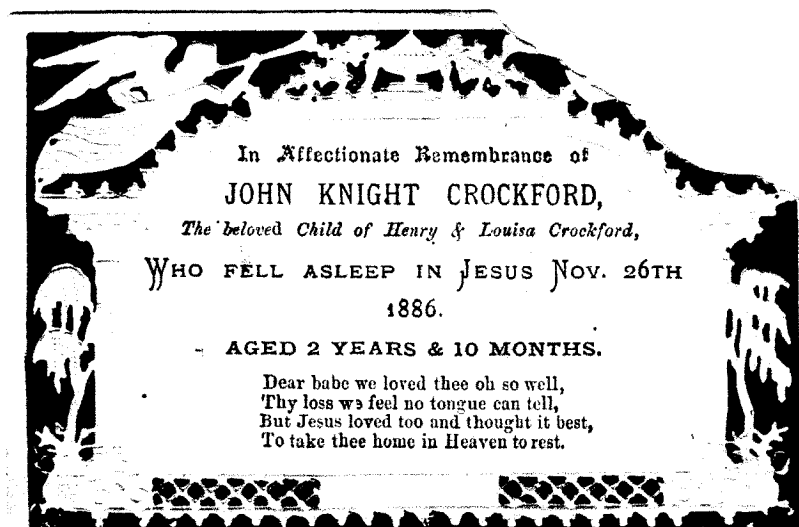 In Affectionate Remembrance of
JOHN KNIGHT CROCKFORD,
The beloved Child of Henry & Louisa Crockford,
WHO FELL ASLEEP IN JESUS NOV. 26TH
1886.
AGED 2 YEARS & 10 MONTHS.
Dear babe we loved thee oh so well,
Thy loss we feel no tongue can tell,
But Jesus loved too and thought it best,
To take thee home in Heaven to rest.